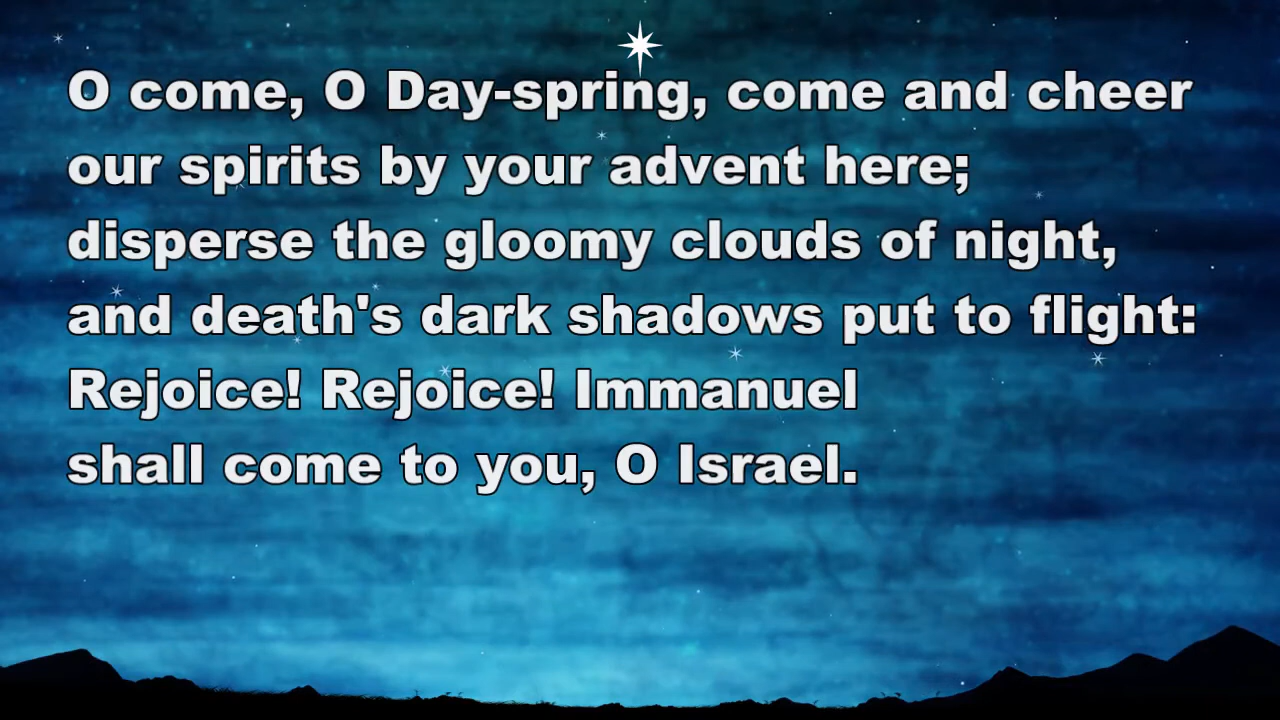 O come, O Day-spring, come and cheer
our spirits by your advent here;
disperse the gloomy clouds of night,
and death's dark shadows put to flight:
Rejoice! Rejoice! Immanuel
shall come to you, O Israel.